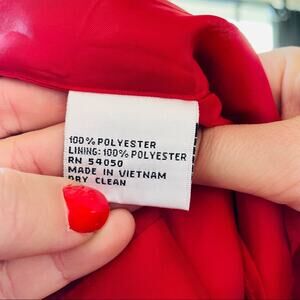 100% POLYESTER
LINING: 100% POLYESTER
RN 54050
MADE IN VIETNAM
DRY CLEAN